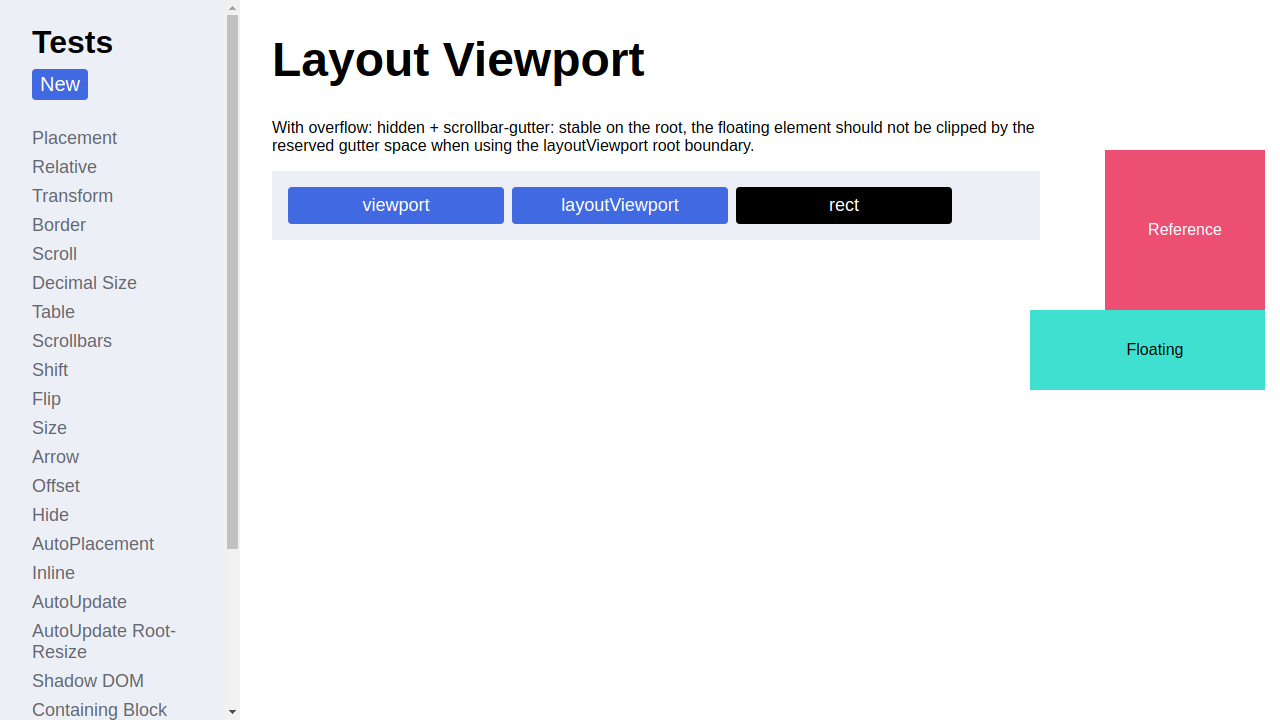 Tests
New
Placement
Relative
Transform
Border
Scroll
Decimal Size
Table
Scrollbars
Shift
Flip
Size
Arrow
Offset
Hide
AutoPlacement
Inline
AutoUpdate
AutoUpdate Root-
Resize
Shadow DOM
Containing Block
Layout Viewport
With overflow: hidden + scrollbar-gutter: stable on the root, the floating element should not be clipped by the
reserved gutter space when using the layoutViewport root boundary.
viewport
layoutViewport
rect
Reference
Floating